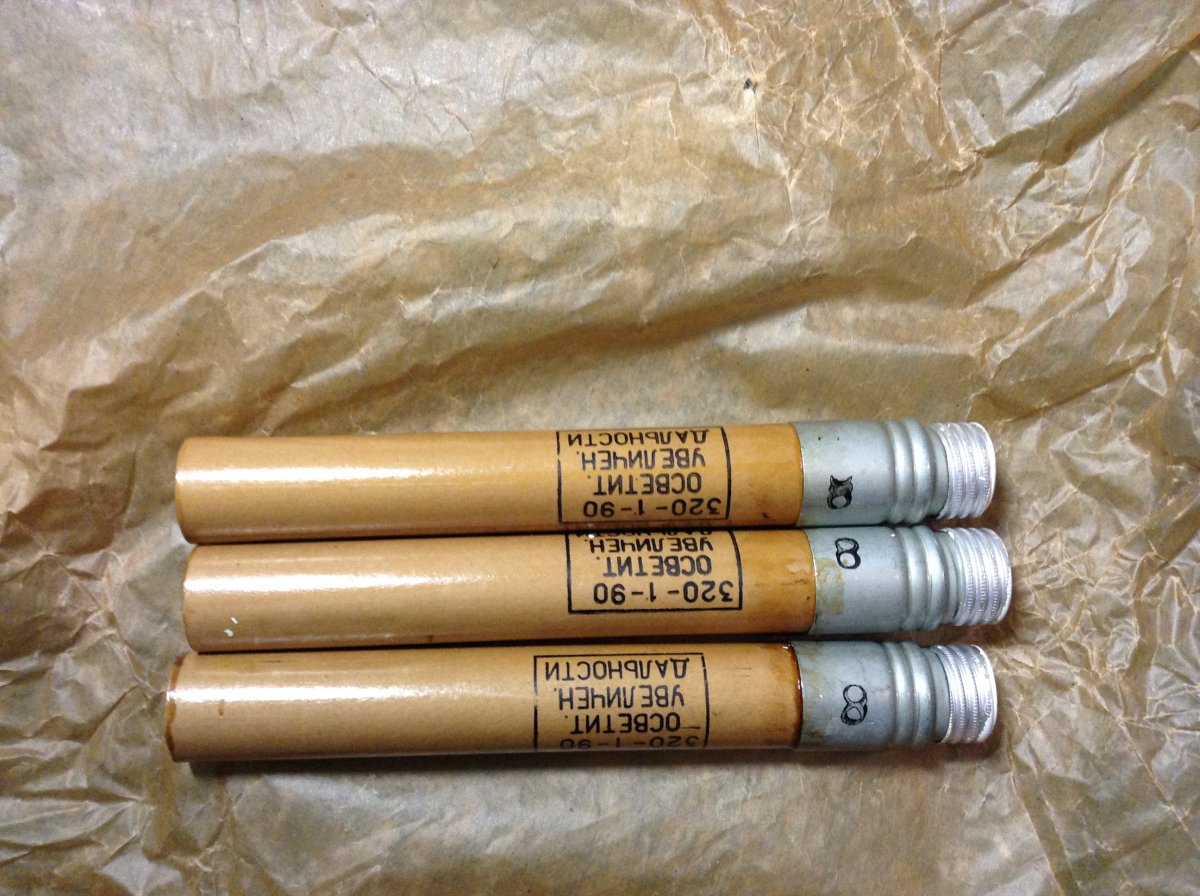 320-1-90
ОСВЕТИТ.
УВЕЛИЧЕН.
ДАЛЬНОСТИ
8
320-1-90
ОСВЕТИТ.
УВЕЛИЧЕН.
8
320-1-90
ОСВЕТИТ.
УВЕЛИЧЕН.
ДАЛЬНОСТИ
8